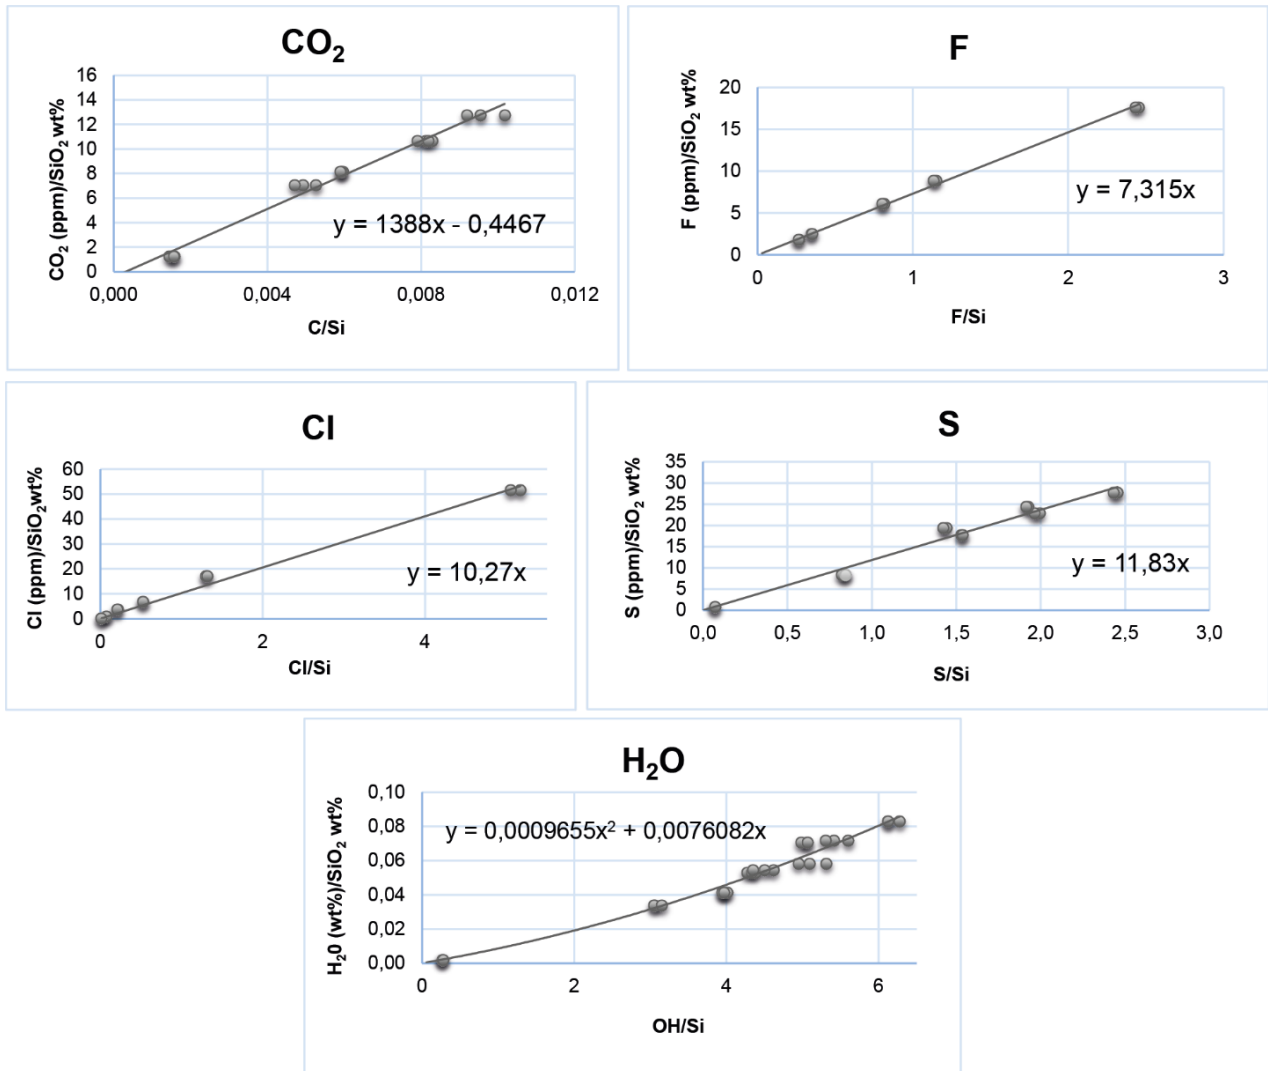 CO₂
CO₂ (ppm)/SiO₂ wt%
16
14
12
10
8
6
4
2
0
y = 1388x - 0,4467
0,000 0,004 0,008 0,012
C/Si
F
F (ppm)/SiO₂ wt%
20
15
10
5
0
y = 7,315x
0 1 2 3
F/Si
Cl
Cl (ppm)/SiO₂wt%
60
50
40
30
20
10
0
y = 10,27x
0 2 4
Cl/Si
S
S (ppm)/SiO₂ wt%
35
30
25
20
15
10
5
0
y = 11,83x
0,0 0,5 1,0 1,5 2,0 2,5 3,0
S/Si
H₂O
H₂0 (wt%)/SiO₂ wt%
0,10
0,08
0,06
0,04
0,02
0,00
y = 0,0009655x² + 0,0076082x
0 2 4 6
OH/Si